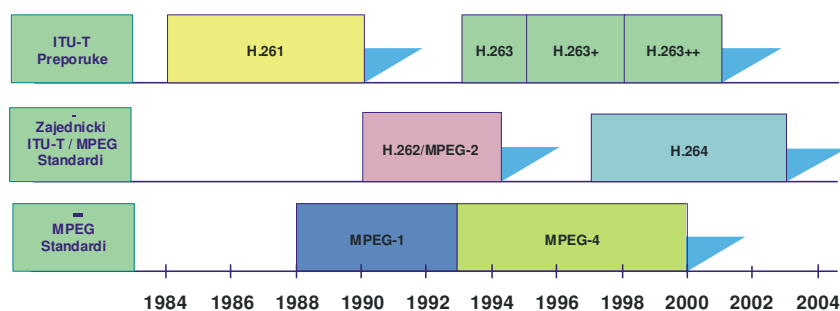 ITU-T
Preporuke
H.261
H.263
H.263+
H.263++
Zajednicki
ITU-T / MPEG
Standardi
H.262/MPEG-2
H.264
MPEG
Standardi
MPEG-1
MPEG-4
1984 1986 1988 1990 1992 1994 1996 1998 2000 2002 2004